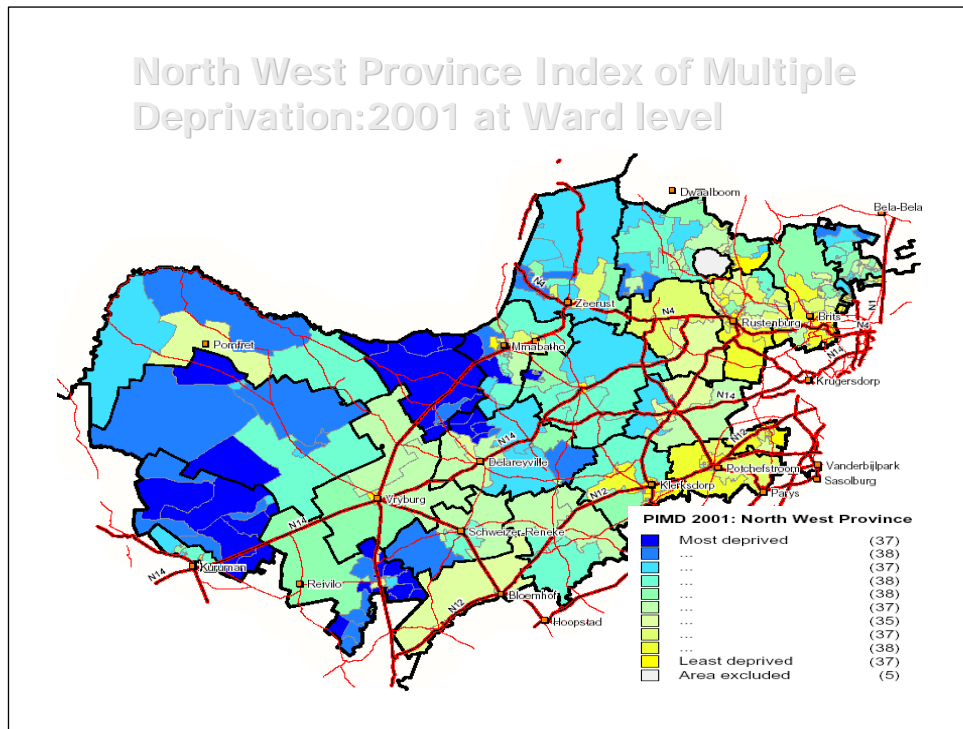 North West Province Index of Multiple
Deprivation:2001 at Ward level
Dwaalboom
Bela-Bela
N4
Zeerust
N1
Pomfret
Mmabatho
N4
Rustenburg
Brits
N4
N14
Krugersdorp
N14
N14
N12
Delareyville
Potchefstroom
Vanderbijlpark
Sasolburg
Klerksdorp
Parys
N12
Vryburg
N14
Schweizer-Reneke
Kuruman
N14
Reivilo
N12
Bloemhof
Hoopstad
PIMD 2001: North West Province
Most deprived (37)
... (38)
... (37)
... (38)
... (38)
... (37)
... (35)
... (37)
... (38)
Least deprived (37)
Area excluded (5)